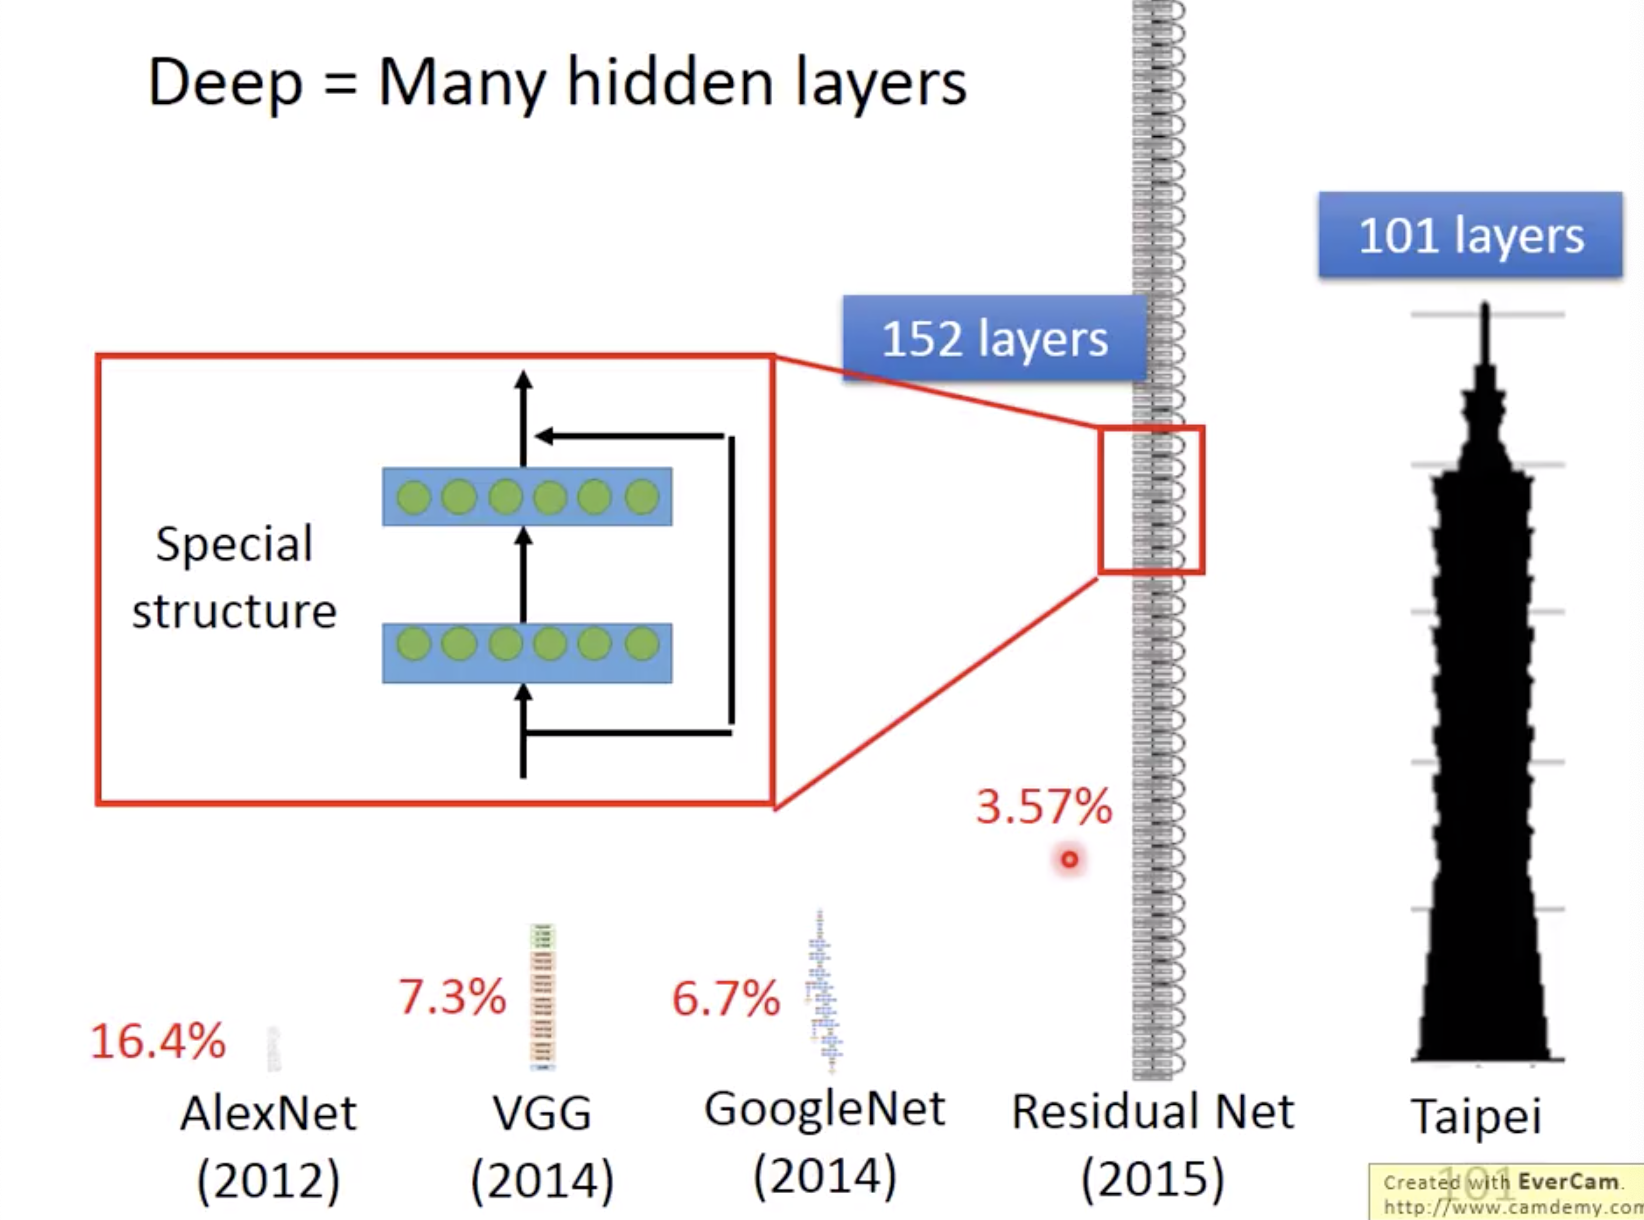 Deep = Many hidden layers
101 layers
152 layers
Special
structure
3.57%
7.3%
6.7%
16.4%
AlexNet
(2012)
VGG
(2014)
GoogleNet
(2014)
Residual Net
(2015)
Taipei
101
Created with EverCam.
http://www.camdemy.com